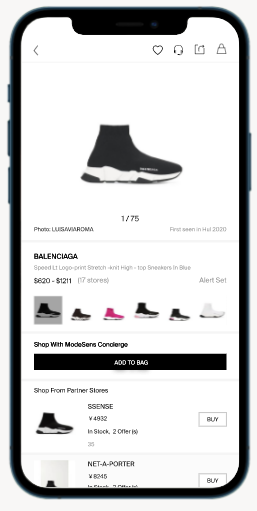 1 / 75
Photo: LUISAVIAROMA First seen in Hul 2020
BALENCIAGA
Speed Lt Logo-print Stretch -knit High - top Sneakers In Blue
$620 - $1211 (17 stores) Alert Set
Shop With ModeSens Concierge
ADD TO BAG
Shop From Partner Stores
SSENSE
¥ 4932
In Stock, 2 Offer(s)
35
BUY
NET-A-PORTER
¥ 8245
In Stock, 2 Offer(s)
BUY